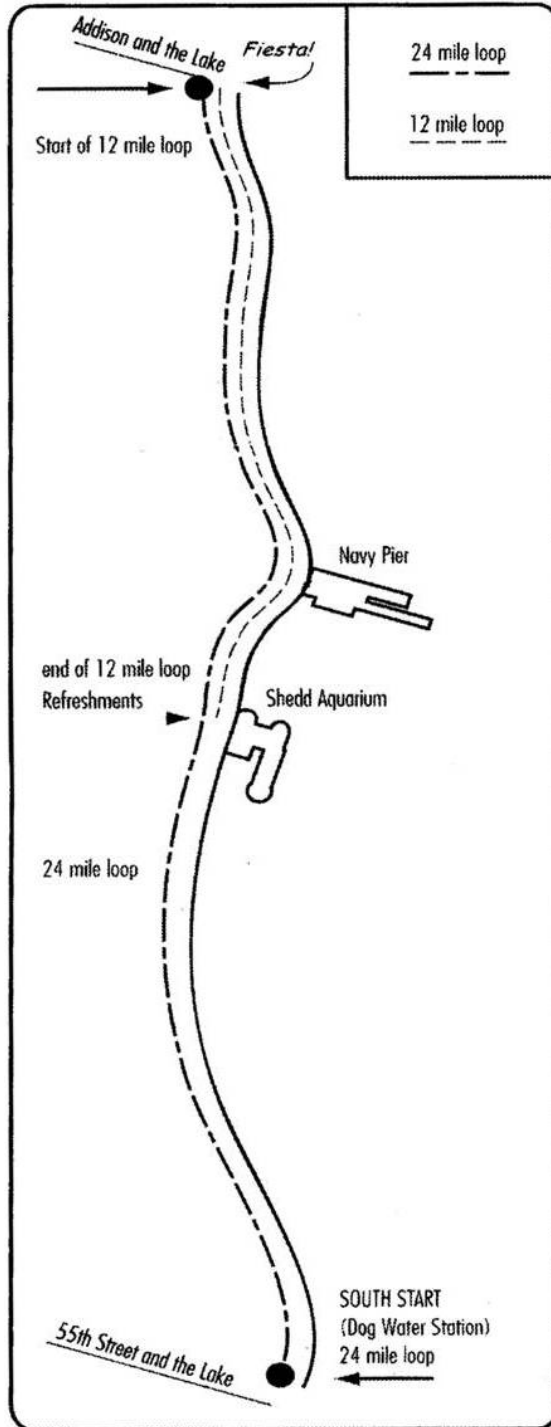 Addison and the Lake
Fiesta!
24 mile loop
12 mile loop
Start of 12 mile loop
Navy Pier
end of 12 mile loop
Refreshments
Shedd Aquarium
24 mile loop
SOUTH START
(Dog Water Station)
24 mile loop
55th Street and the Lake